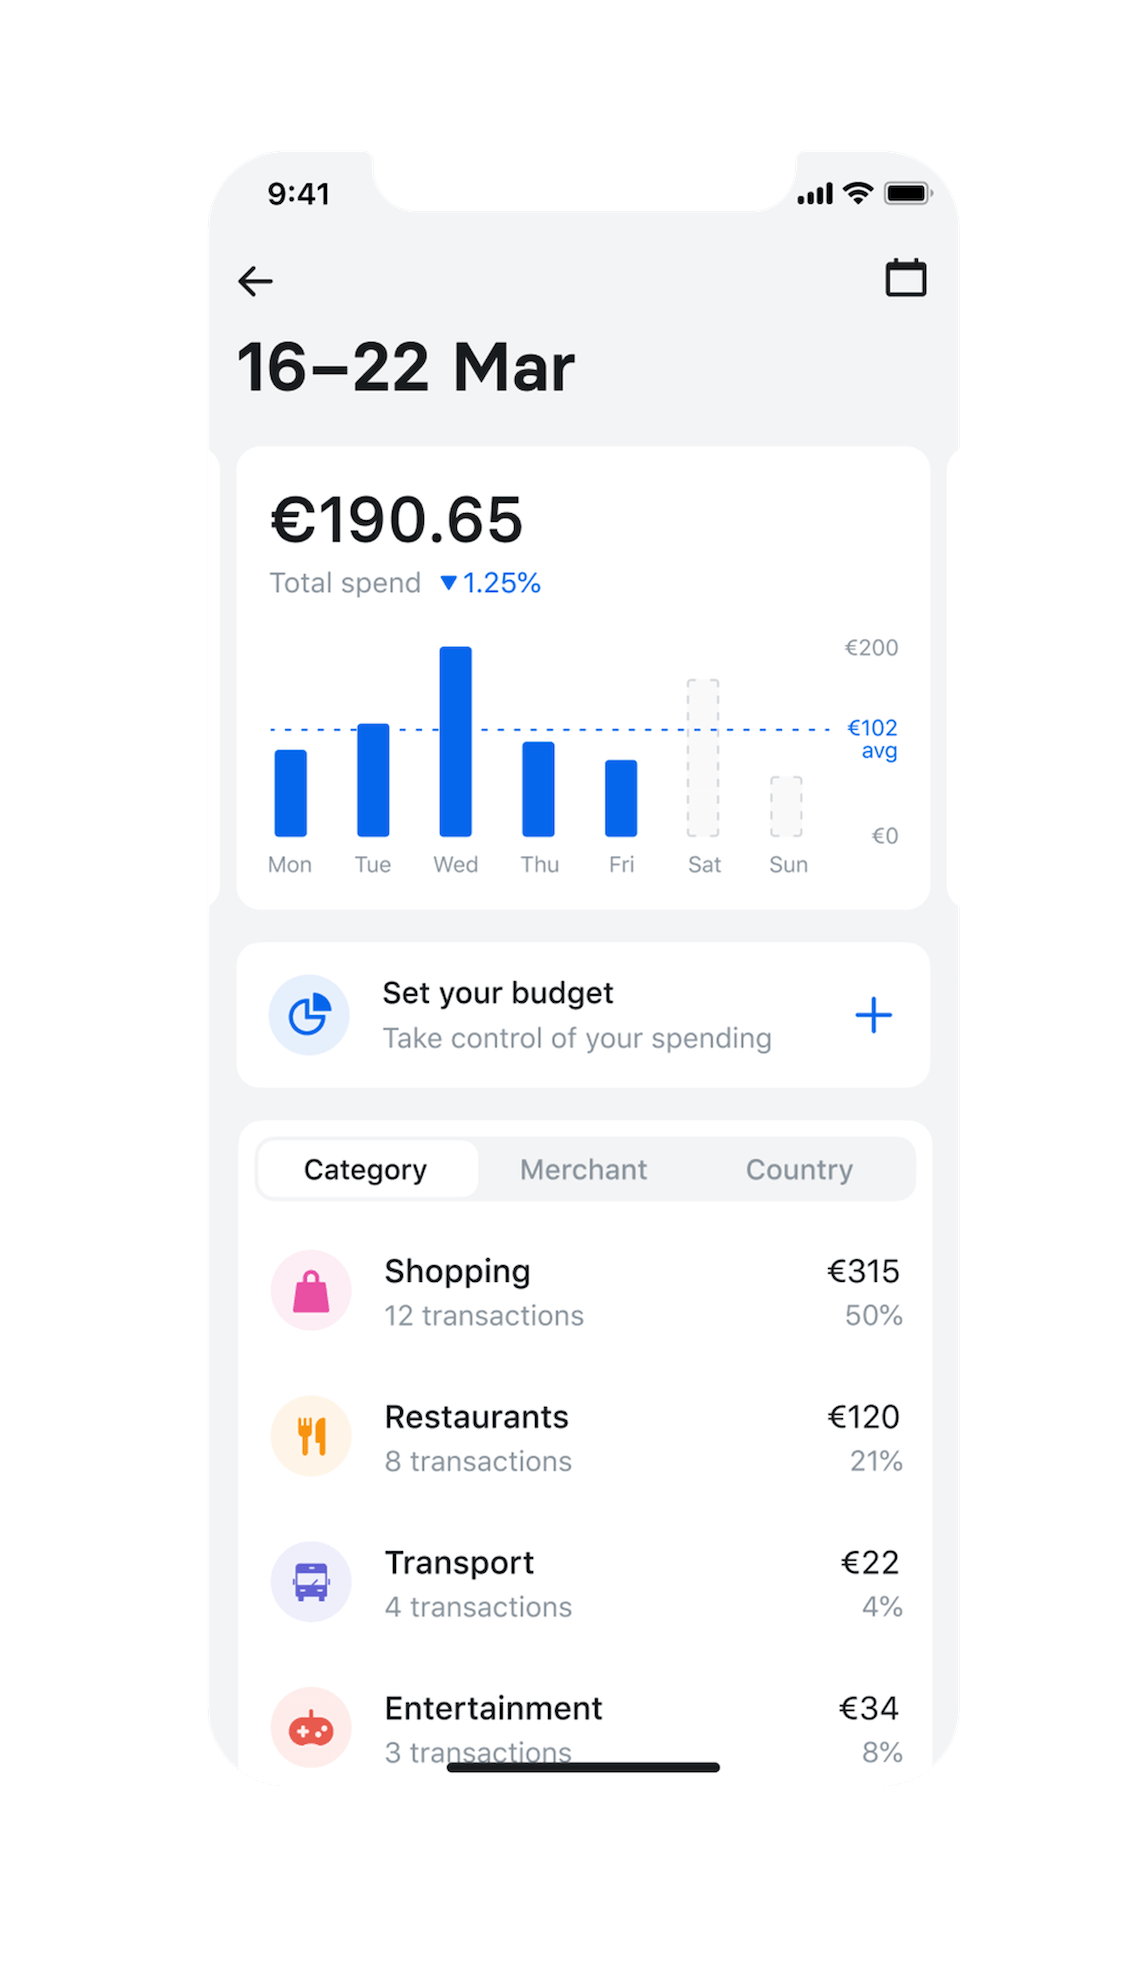 9:41
16–22 Mar
€190.65
Total spend ▼1.25%
€200
€102
avg
€0
Mon Tue Wed Thu Fri Sat Sun
Set your budget
Take control of your spending
Category Merchant Country
Shopping €315
12 transactions 50%
Restaurants €120
8 transactions 21%
Transport €22
4 transactions 4%
Entertainment €34
3 transactions 8%